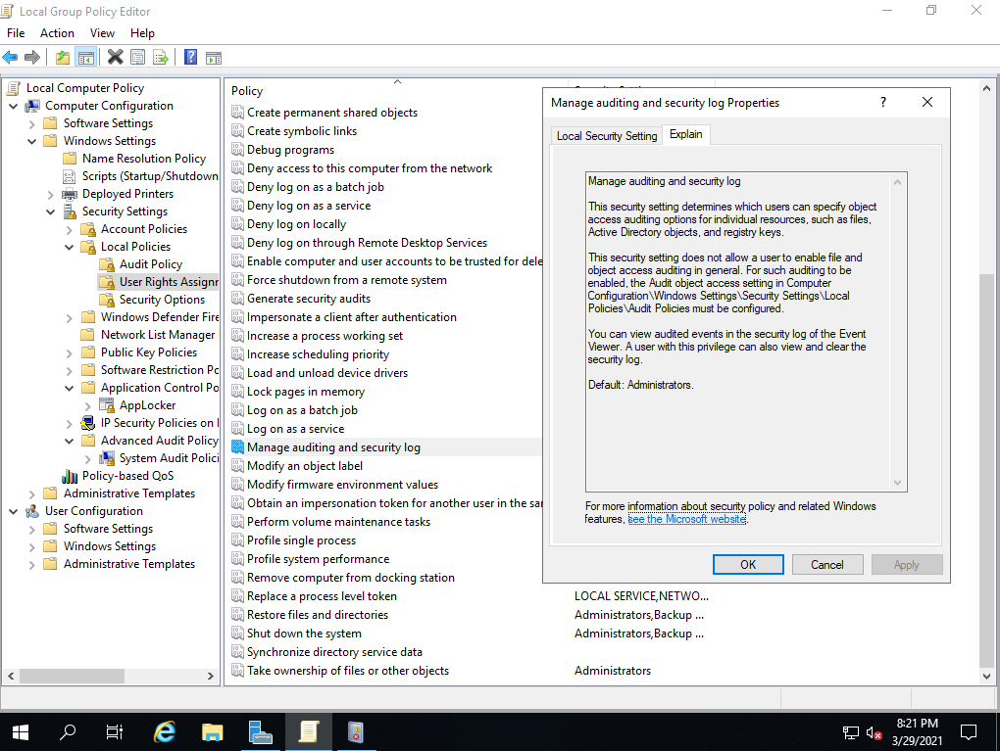 Local Group Policy Editor
File Action View Help
Local Computer Policy
Computer Configuration
Software Settings
Windows Settings
Name Resolution Policy
Scripts (Startup/Shutdown
Deployed Printers
Security Settings
Account Policies
Local Policies
Audit Policy
User Rights Assignr
Security Options
Windows Defender Fire
Network List Manager
Public Key Policies
Software Restriction Po
Application Control Po
AppLocker
IP Security Policies on l
Advanced Audit Policy
System Audit Polici
Policy-based QoS
Administrative Templates
User Configuration
Software Settings
Windows Settings
Administrative Templates
Policy
Create permanent shared objects
Create symbolic links
Debug programs
Deny access to this computer from the network
Deny log on as a batch job
Deny log on as a service
Deny log on locally
Deny log on through Remote Desktop Services
Enable computer and user accounts to be trusted for dele
Force shutdown from a remote system
Generate security audits
Impersonate a client after authentication
Increase a process working set
Increase scheduling priority
Load and unload device drivers
Lock pages in memory
Log on as a batch job
Log on as a service
Manage auditing and security log
Modify an object label
Modify firmware environment values
Obtain an impersonation token for another user in the sar
Perform volume maintenance tasks
Profile single process
Profile system performance
Remove computer from docking station
Replace a process level token LOCAL SERVICE,NETWO...
Restore files and directories Administrators,Backup ...
Shut down the system Administrators,Backup ...
Synchronize directory service data
Take ownership of files or other objects Administrators
Manage auditing and security log Properties ?
Local Security Setting Explain
Manage auditing and security log
This security setting determines which users can specify object
access auditing options for individual resources, such as files,
Active Directory objects, and registry keys.
This security setting does not allow a user to enable file and
object access auditing in general. For such auditing to be
enabled, the Audit object access setting in Computer
Configuration\Windows Settings\Security Settings\Local
Policies\Audit Policies must be configured.
You can view audited events in the security log of the Event
Viewer. A user with this privilege can also view and clear the
security log.
Default: Administrators.
For more information about security policy and related Windows
features, see the Microsoft website.
OK Cancel Apply
8:21 PM
3/29/2021